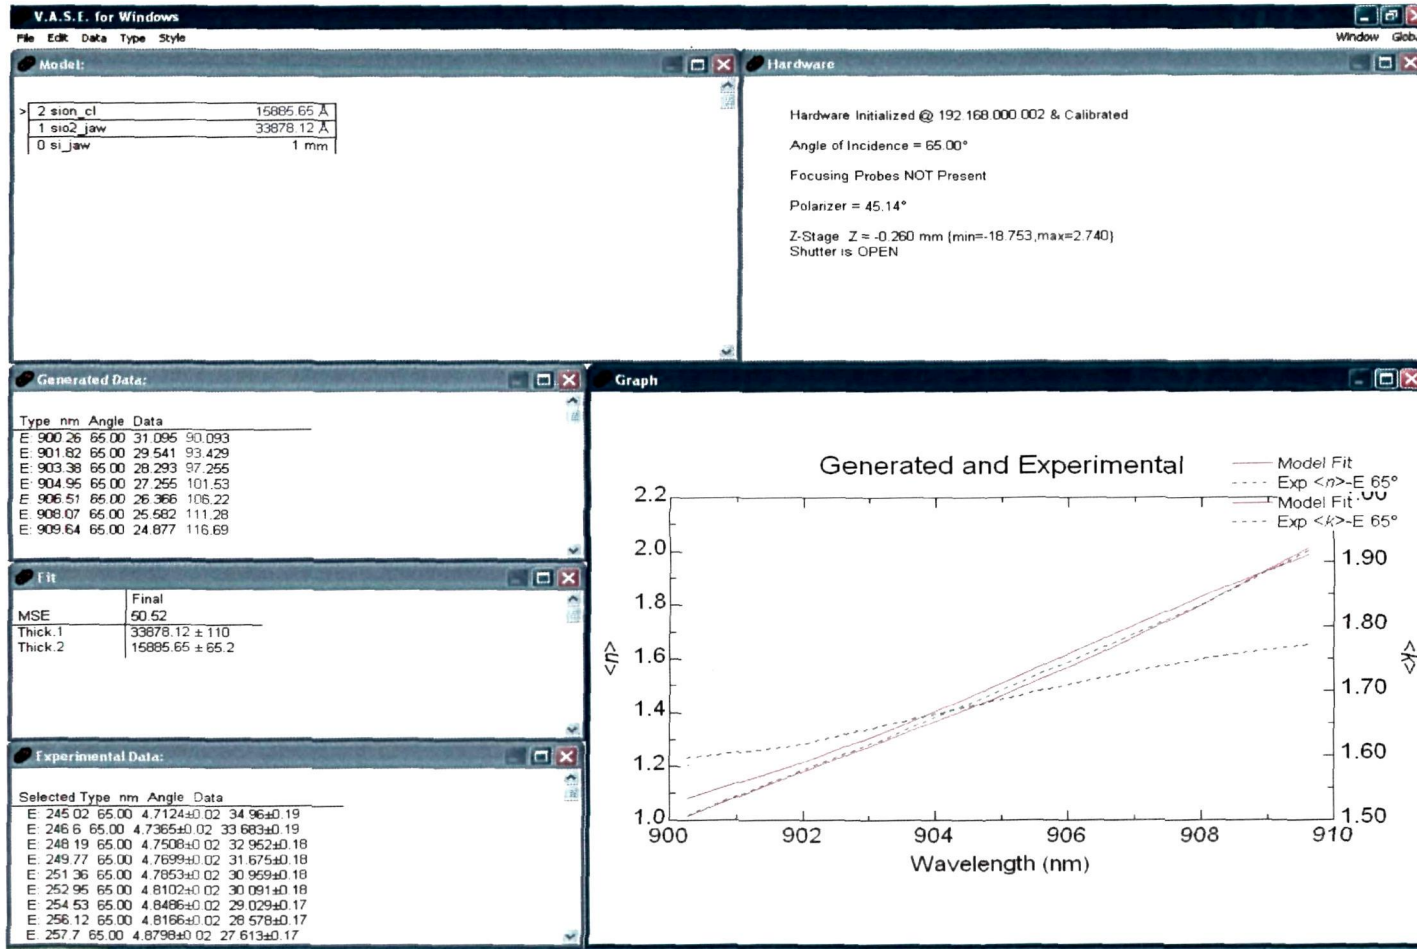 V.A.S.E. for Windows
File Edit Data Type Style
Window Globa
Model:
> 2 sion_cl 15885.65 Å
1 sio2_jaw 33878.12 Å
0 si_jaw 1 mm
Hardware
Hardware Initialized @ 192.168.000.002 & Calibrated
Angle of Incidence = 65.00°
Focusing Probes NOT Present
Polarizer = 45.14°
Z-Stage Z = -0.260 mm (min=-18.753,max=2.740)
Shutter is OPEN
Generated Data:
Type nm Angle Data
E: 900.26 65.00 31.095 90.093
E: 901.82 65.00 29.541 93.429
E: 903.38 65.00 28.293 97.255
E: 904.95 65.00 27.255 101.53
E: 906.51 65.00 26.366 106.22
E: 908.07 65.00 25.582 111.28
E: 909.64 65.00 24.877 116.69
Fit
Final
MSE 50.52
Thick.1 33878.12 ± 110
Thick.2 15885.65 ± 65.2
Experimental Data:
Selected Type nm Angle Data
E: 245.02 65.00 4.7124±0.02 34.96±0.19
E: 246.6 65.00 4.7365±0.02 33.683±0.19
E: 248.19 65.00 4.7508±0.02 32.952±0.18
E: 249.77 65.00 4.7699±0.02 31.675±0.18
E: 251.36 65.00 4.7853±0.02 30.959±0.18
E: 252.95 65.00 4.8102±0.02 30.091±0.18
E: 254.53 65.00 4.8486±0.02 29.029±0.17
E: 256.12 65.00 4.8166±0.02 28.578±0.17
E: 257.7 65.00 4.8798±0.02 27.613±0.17
Graph
Generated and Experimental
Model Fit
Exp <n>-E 65°
Model Fit
Exp <k>-E 65°
2.2
2.0
1.8
1.6
1.4
1.2
1.0
<n>
.00
1.90
1.80
1.70
1.60
1.50
<k>
900 902 904 906 908 910
Wavelength (nm)